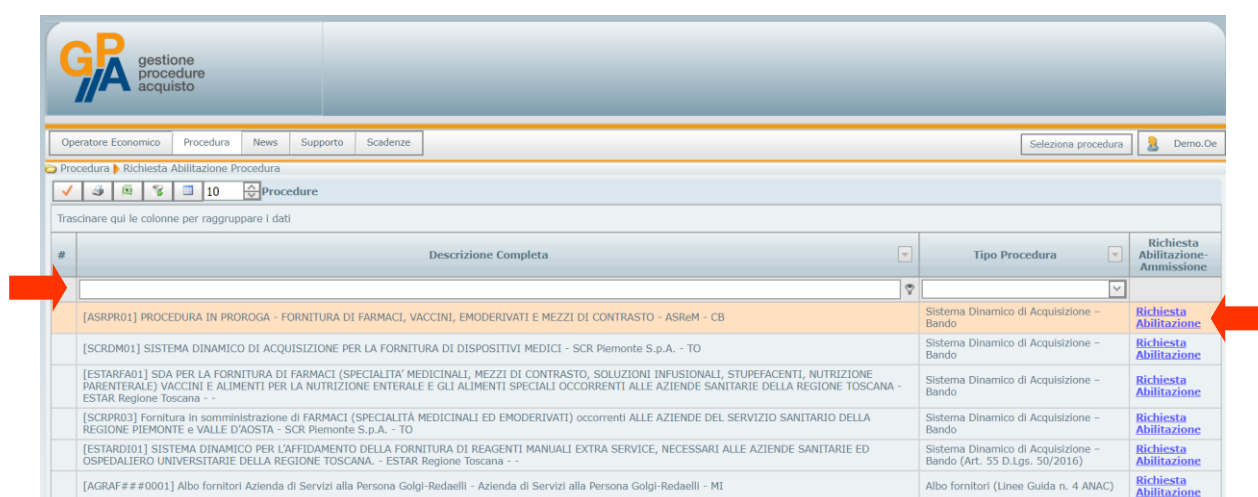 GPA gestione
procedure
acquisto
Operatore Economico Procedura News Supporto Scadenze Seleziona procedura Demo.Oe
Procedura Richiesta Abilitazione Procedura
10 Procedure
Trascinare qui le colonne per raggruppare i dati
# Descrizione Completa Tipo Procedura Richiesta
Abilitazione-
Ammissione
[ASRPR01] PROCEDURA IN PROROGA - FORNITURA DI FARMACI, VACCINI, EMODERIVATI E MEZZI DI CONTRASTO - ASReM - CB
Sistema Dinamico di Acquisizione –
Bando
Richiesta
Abilitazione
[SCRDM01] SISTEMA DINAMICO DI ACQUISIZIONE PER LA FORNITURA DI DISPOSITIVI MEDICI - SCR Piemonte S.p.A. - TO
Sistema Dinamico di Acquisizione –
Bando
Richiesta
Abilitazione
[ESTARFA01] SDA PER LA FORNITURA DI FARMACI (SPECIALITA' MEDICINALI, MEZZI DI CONTRASTO, SOLUZIONI INFUSIONALI, STUPEFACENTI, NUTRIZIONE
PARENTERALE) VACCINI E ALIMENTI PER LA NUTRIZIONE ENTERALE E GLI ALIMENTI SPECIALI OCCORRENTI ALLE AZIENDE SANITARIE DELLA REGIONE TOSCANA -
ESTAR Regione Toscana - -
Sistema Dinamico di Acquisizione –
Bando
Richiesta
Abilitazione
[SCRPR03] Fornitura in somministrazione di FARMACI (SPECIALITÀ MEDICINALI ED EMODERIVATI) occorrenti ALLE AZIENDE DEL SERVIZIO SANITARIO DELLA
REGIONE PIEMONTE e VALLE D'AOSTA - SCR Piemonte S.p.A. - TO
Sistema Dinamico di Acquisizione –
Bando
Richiesta
Abilitazione
[ESTARDI01] SISTEMA DINAMICO PER L'AFFIDAMENTO DELLA FORNITURA DI REAGENTI MANUALI EXTRA SERVICE, NECESSARI ALLE AZIENDE SANITARIE ED
OSPEDALIERO UNIVERSITARIE DELLA REGIONE TOSCANA. - ESTAR Regione Toscana - -
Sistema Dinamico di Acquisizione –
Bando (Art. 55 D.Lgs. 50/2016)
Richiesta
Abilitazione
[AGRAF###0001] Albo fornitori Azienda di Servizi alla Persona Golgi-Redaelli - Azienda di Servizi alla Persona Golgi-Redaelli - MI
Albo fornitori (Linee Guida n. 4 ANAC)
Richiesta
Abilitazione